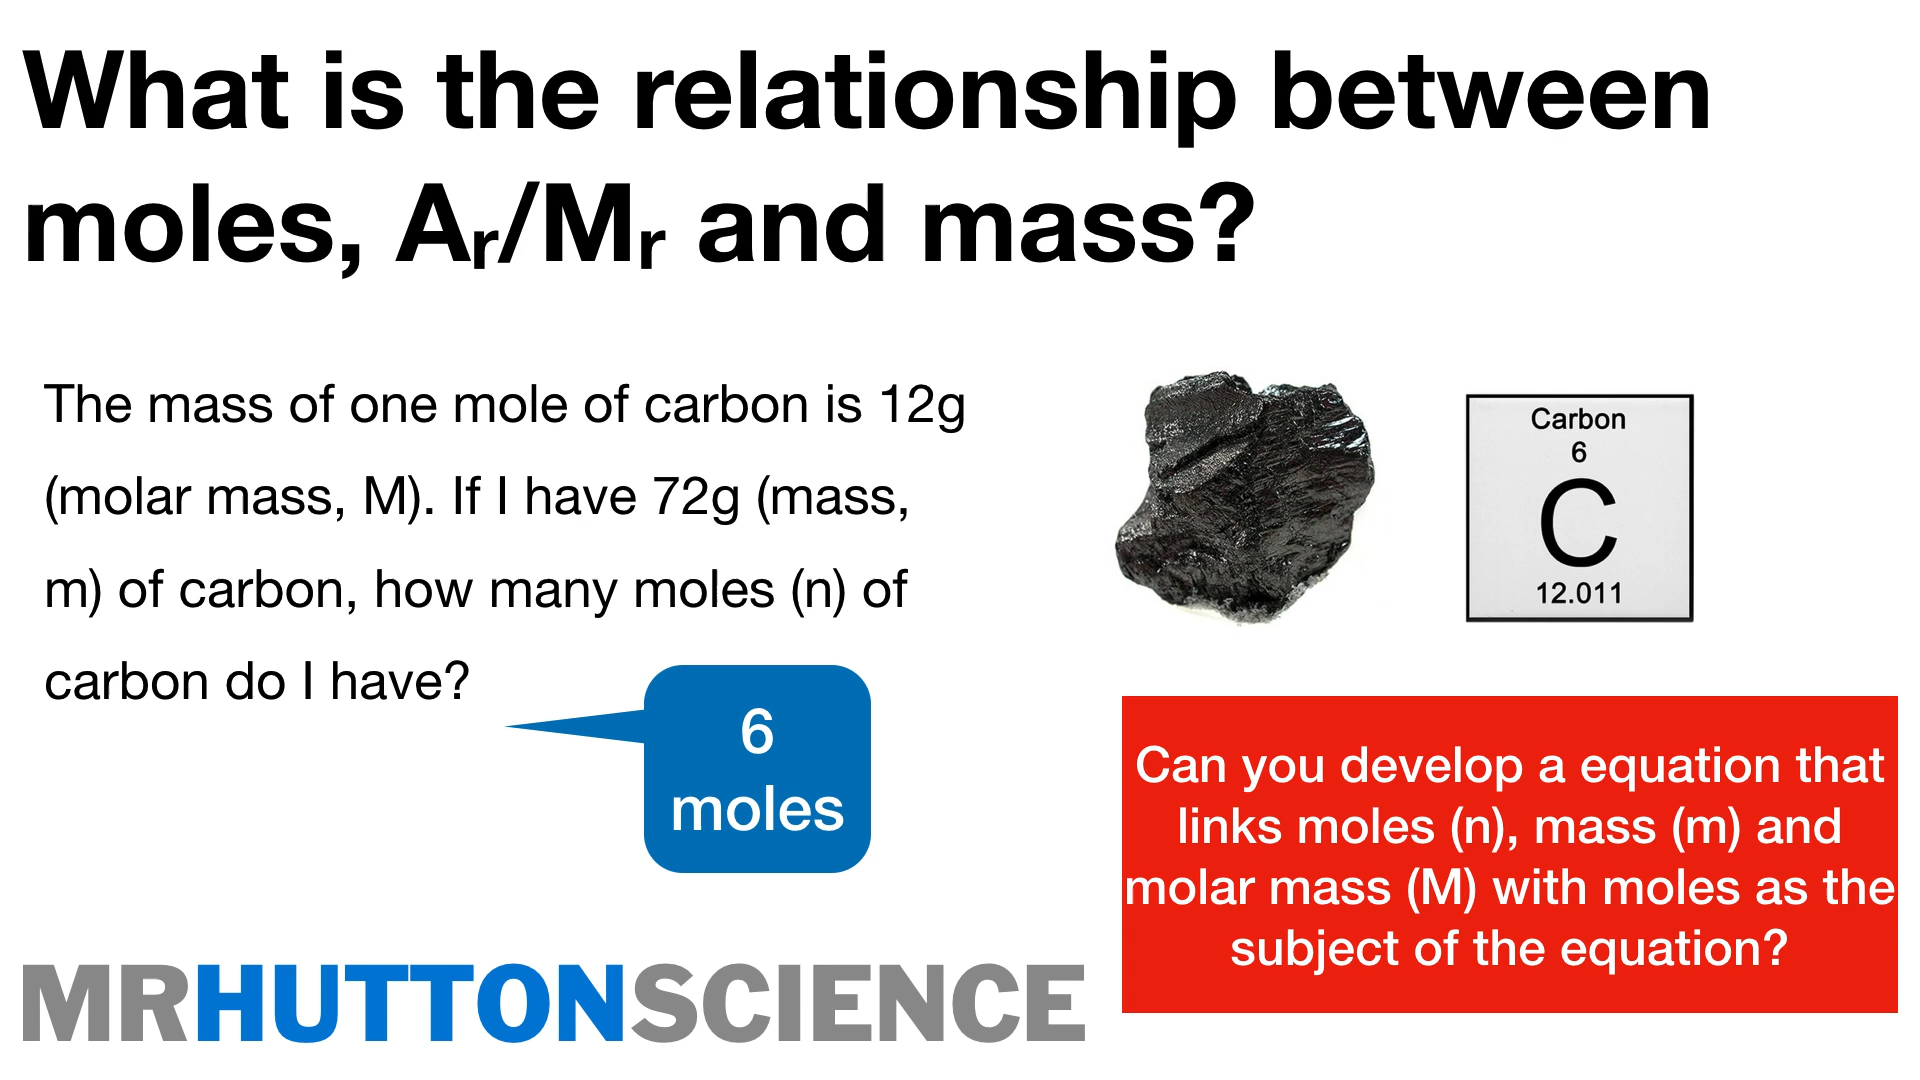 What is the relationship between
moles, Ar/Mr and mass?
The mass of one mole of carbon is 12g
(molar mass, M). If I have 72g (mass,
m) of carbon, how many moles (n) of
carbon do I have?
6
moles
Carbon
6
C
12.011
Can you develop a equation that
links moles (n), mass (m) and
molar mass (M) with moles as the
subject of the equation?
MRHUTTONSCIENCE